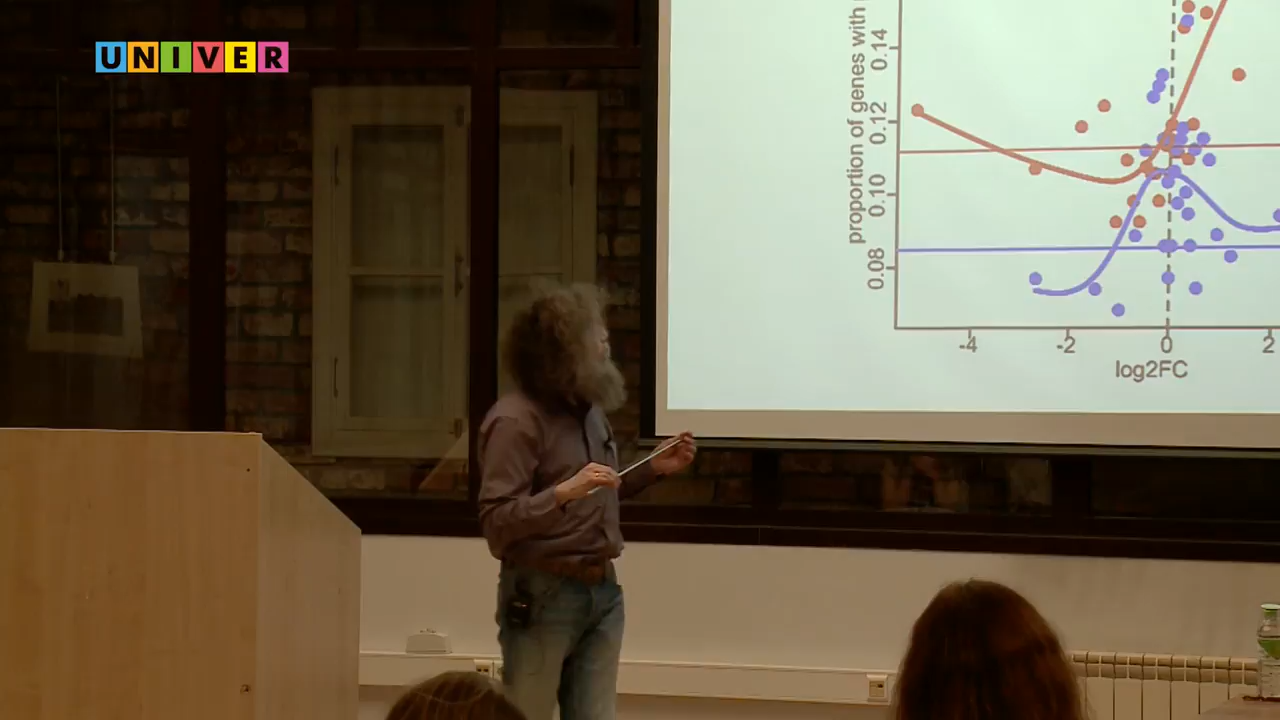 UNIVER
proportion of genes with
0.14
0.12
0.10
0.08
-4
-2
0
2
log2FC